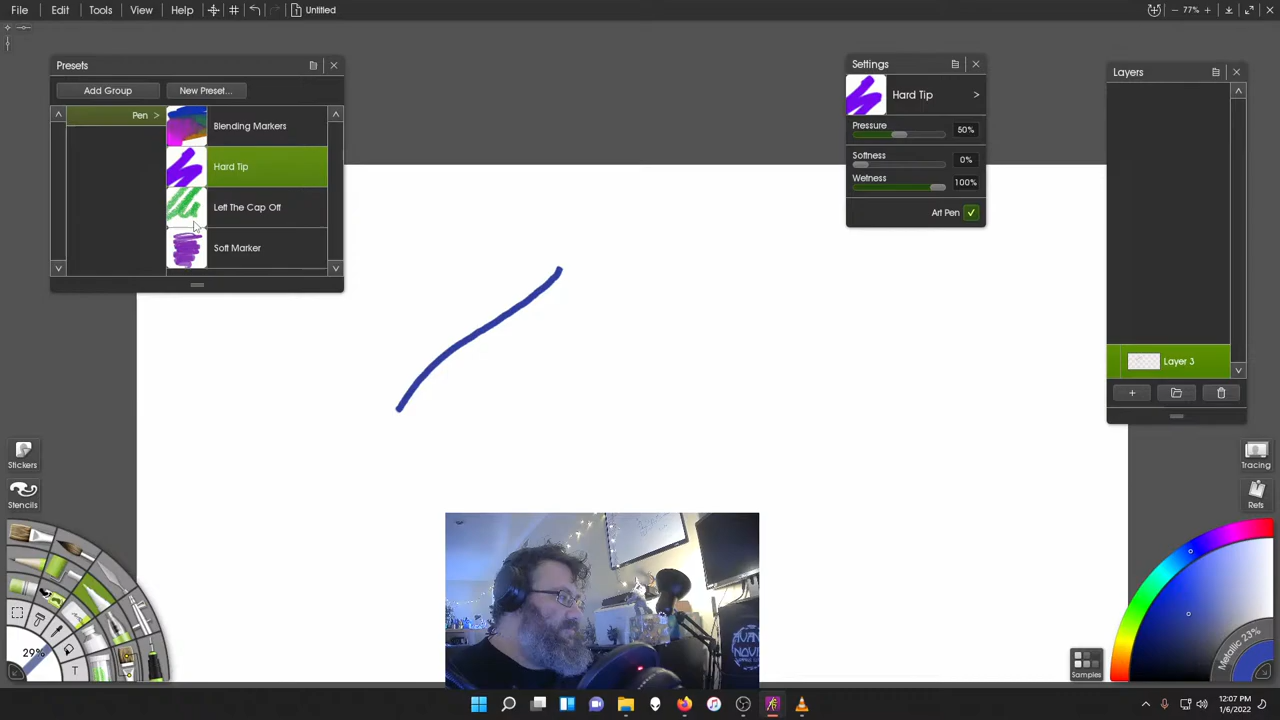 File Edit Tools View Help Untitled 77%
Presets
Add Group New Preset...
Pen >
Blending Markers
Hard Tip
Left The Cap Off
Soft Marker
Settings
Hard Tip >
Pressure 50%
Softness 0%
Wetness 100%
Art Pen
Layers
Layer 3
Stickers
Stencils
29%
T
Tracing
Refs
Metallic 23%
Samples
12:07 PM
1/6/2022